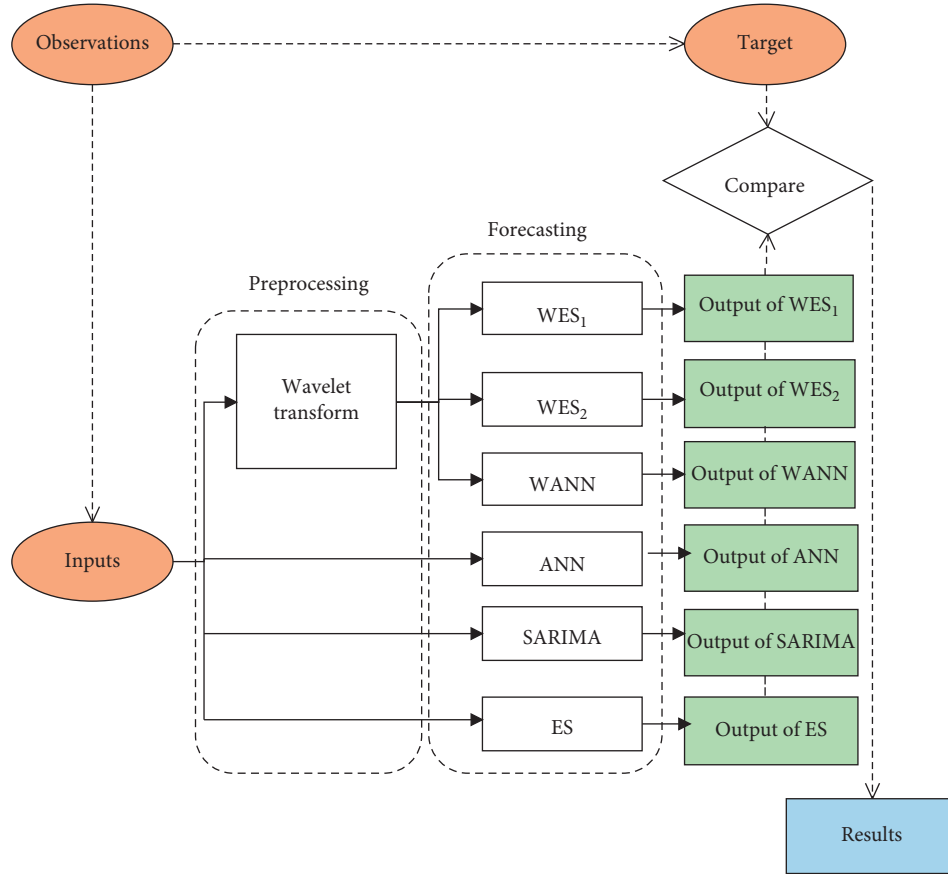 Observations
Target
Compare
Forecasting
Preprocessing
WES₁
Output of WES₁
Wavelet
transform
WES₂
Output of WES₂
WANN
Output of WANN
Inputs
ANN
Output of ANN
SARIMA
Output of SARIMA
ES
Output of ES
Results